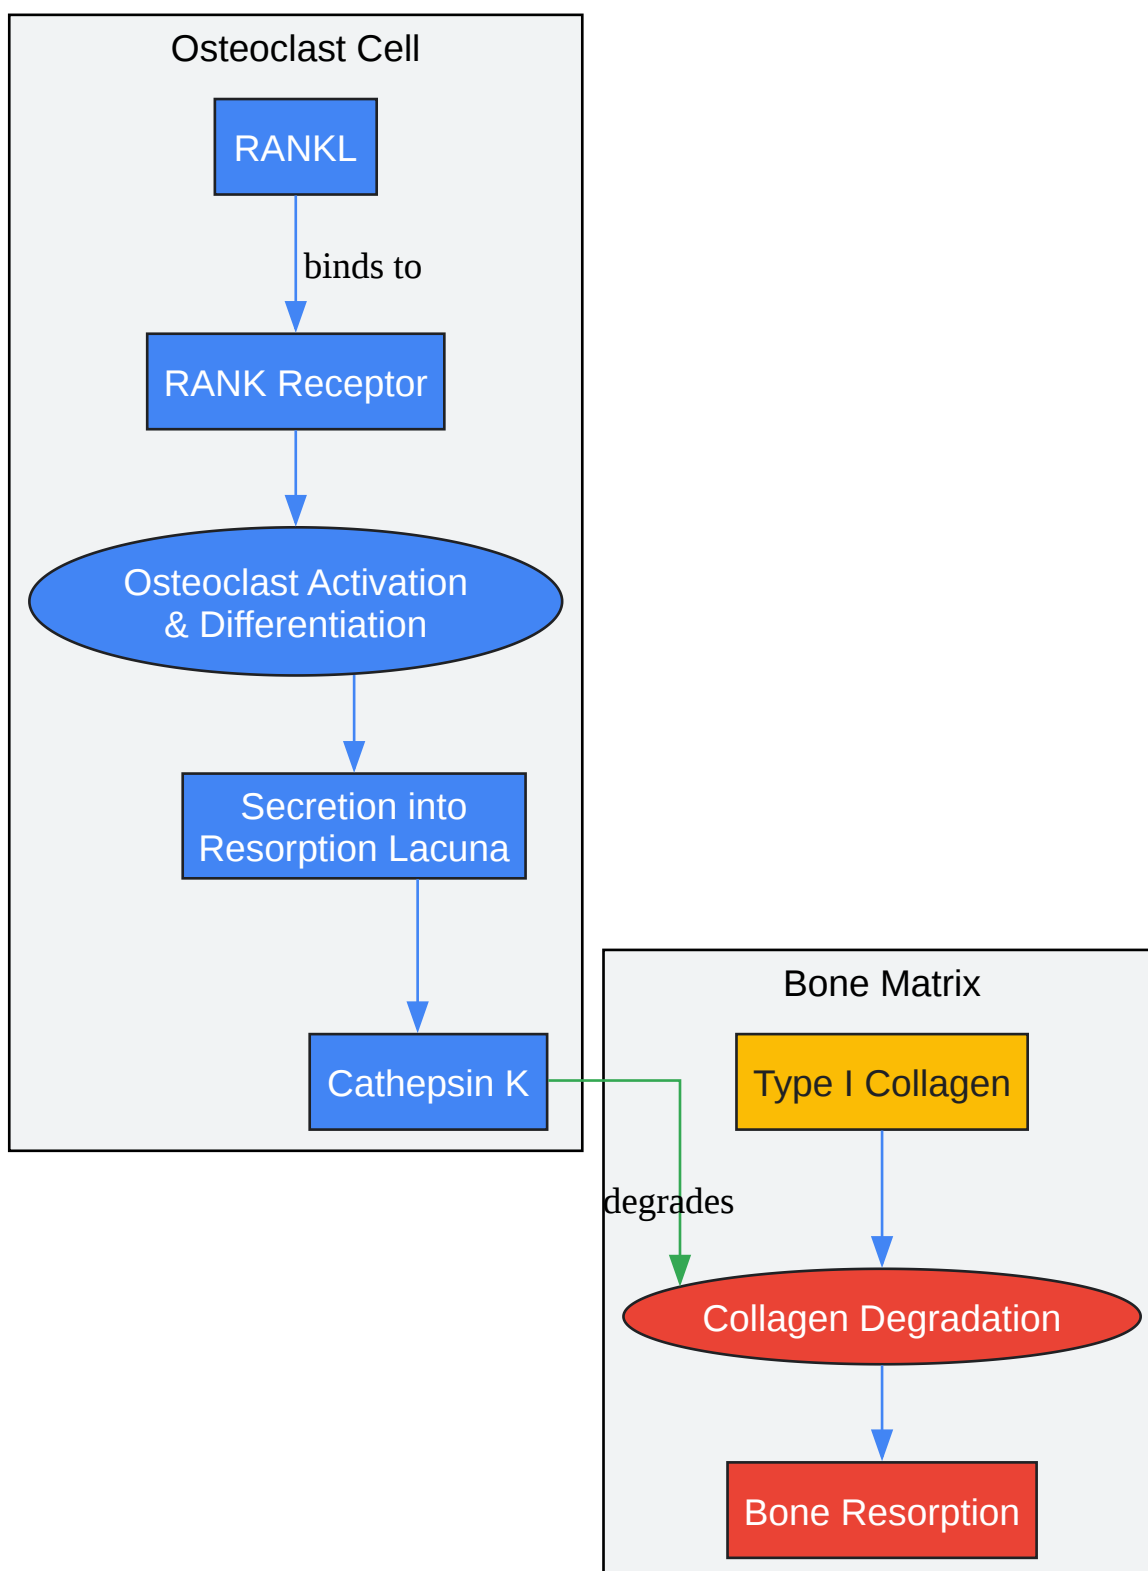 Osteoclast Cell
RANKL
binds to
RANK Receptor
Osteoclast Activation
& Differentiation
Secretion into
Resorption Lacuna
Cathepsin K
Bone Matrix
Type I Collagen
degrades
Collagen Degradation
Bone Resorption